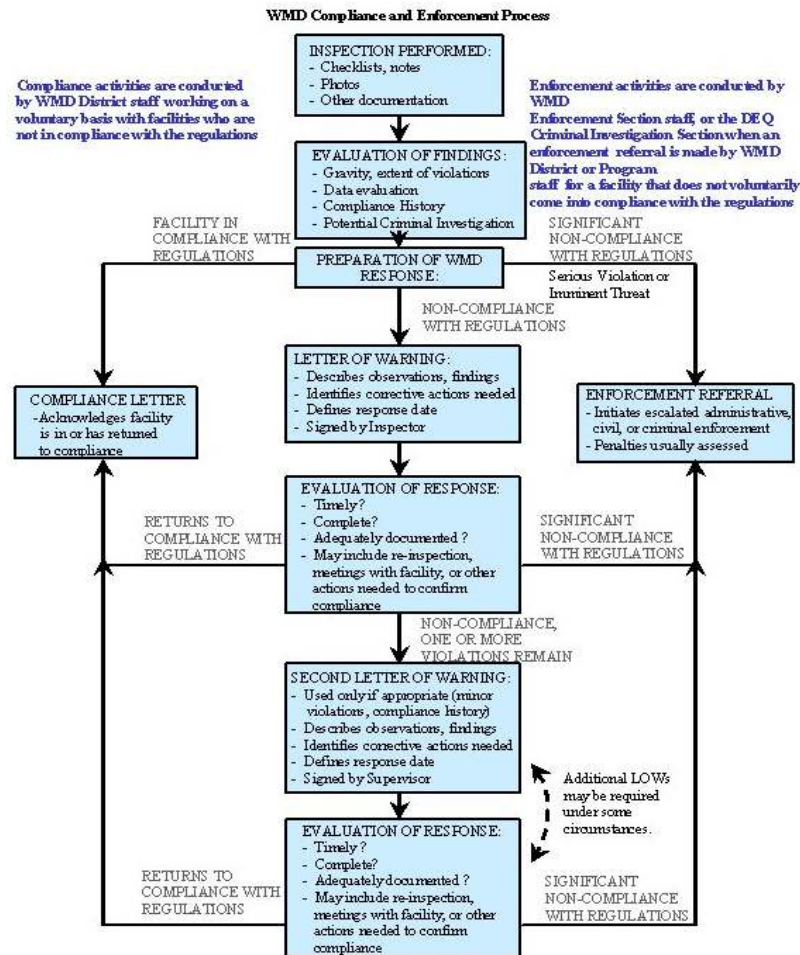 WMD Compliance and Enforcement Process
INSPECTION PERFORMED:
- Checklists, notes
- Photos
- Other documentation
Compliance activities are conducted
by WMD District staff working on a
voluntary basis with facilities who are
not in compliance with the regulations
Enforcement activities are conducted by
WMD
Enforcement Section staff, or the DEQ
Criminal Investigation Section when an
enforcement referral is made by WMD
District or Program
staff for a facility that does not voluntarily
come into compliance with the regulations
EVALUATION OF FINDINGS:
- Gravity, extent of violations
- Data evaluation
- Compliance History
- Potential Criminal Investigation
FACILITY IN
COMPLIANCE WITH
REGULATIONS
SIGNIFICANT
NON-COMPLIANCE
WITH REGULATIONS
Serious Violation or
Imminent Threat
PREPARATION OF WMD
RESPONSE:
NON-COMPLIANCE
WITH REGULATIONS
LETTER OF WARNING:
- Describes observations, findings
- Identifies corrective actions needed
- Defines response date
- Signed by Inspector
COMPLIANCE LETTER
-Acknowledges facility
is in or has returned
to compliance
ENFORCEMENT REFERRAL
- Initiates escalated administrative,
civil, or criminal enforcement
- Penalties usually assessed
EVALUATION OF RESPONSE:
- Timely?
- Complete?
- Adequately documented ?
- May include re-inspection,
meetings with facility, or other
actions needed to confirm
compliance
RETURNS TO
COMPLIANCE WITH
REGULATIONS
SIGNIFICANT
NON-COMPLIANCE
WITH REGULATIONS
NON-COMPLIANCE,
ONE OR MORE
VIOLATIONS REMAIN
SECOND LETTER OF WARNING:
- Used only if appropriate (minor
violations, compliance history)
- Describes observations, findings
- Identifies corrective actions needed
- Defines response date
- Signed by Supervisor
Additional LOWs
may be required
under some
circumstances.
EVALUATION OF RESPONSE:
- Timely?
- Complete?
- Adequately documented ?
- May include re-inspection,
meetings with facility, or other
actions needed to confirm
compliance
RETURNS TO
COMPLIANCE WITH
REGULATIONS
SIGNIFICANT
NON-COMPLIANCE
WITH REGULATIONS